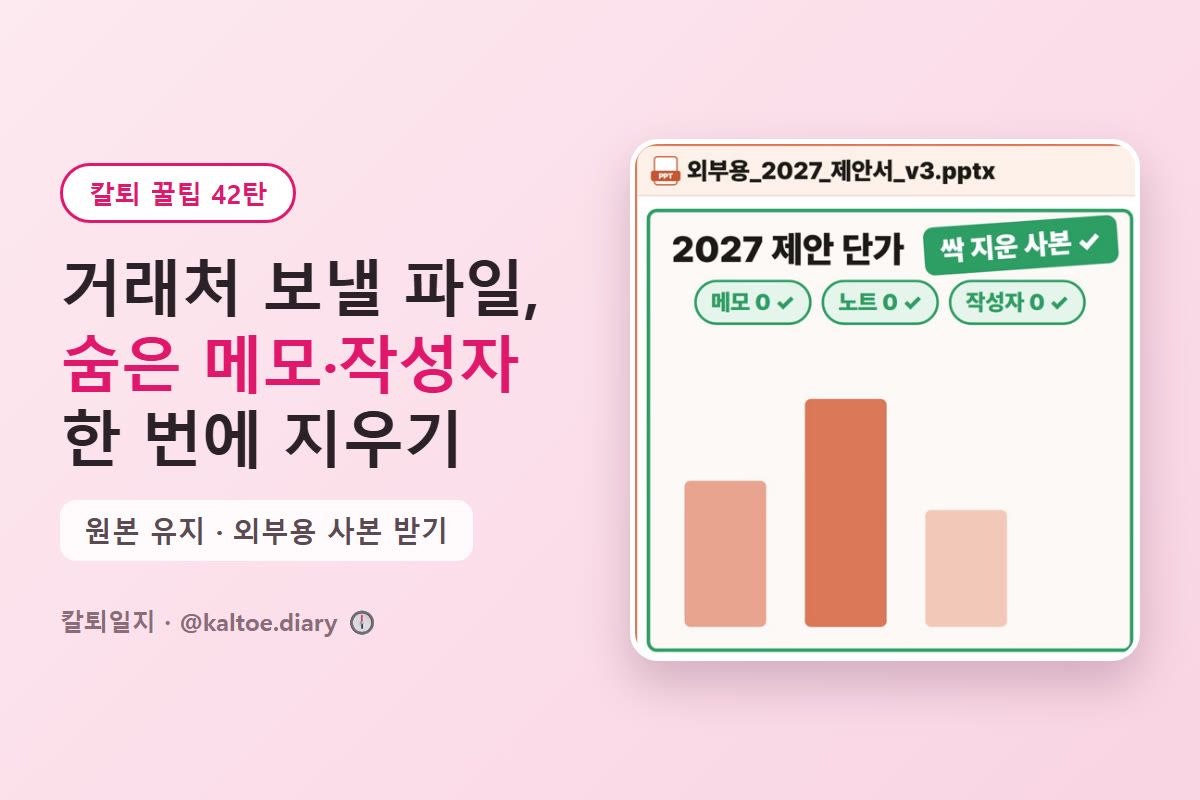 칼퇴 꿀팁 42탄
거래처 보낼 파일,
숨은 메모·작성자
한 번에 지우기
원본 유지 · 외부용 사본 받기
칼퇴일지 · @kaltoe.diary
PPT 외부용_2027_제안서_v3.pptx
2027 제안 단가
싹 지운 사본 ✓
메모 0 ✓ 노트 0 ✓ 작성자 0 ✓